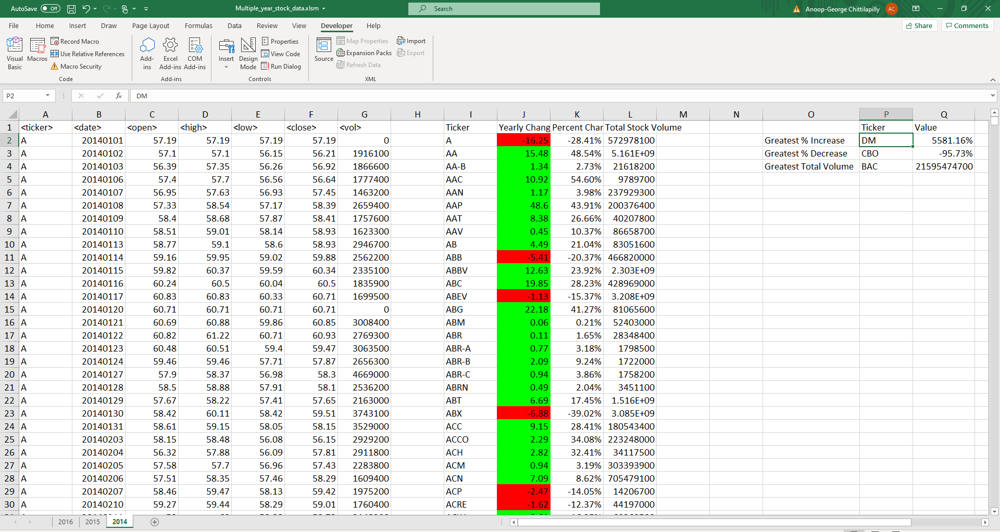 AutoSave Off Multiple_year_stock_data.xlsm Search Anoop-George Chittilapilly AC
File Home Insert Draw Page Layout Formulas Data Review View Developer Help Share Comments
Visual Basic Macros Record Macro Use Relative References Macro Security
Add-ins Excel Add-ins COM Add-ins
Insert Design Mode Properties View Code Run Dialog
Source Map Properties Expansion Packs Refresh Data Import Export
Code Add-ins Controls XML
P2 fx DM
A B C D E F G H I J K L M N O P Q
1 <ticker> <date> <open> <high> <low> <close> <vol> Ticker Yearly Chang Percent Char Total Stock Volume Ticker Value
2 A 20140101 57.19 57.19 57.19 57.19 0 A -16.25 -28.41% 572978100 Greatest % Increase DM 5581.16%
3 A 20140102 57.1 57.1 56.15 56.21 1916100 AA 15.48 48.54% 5.161E+09 Greatest % Decrease CBO -95.73%
4 A 20140103 56.39 57.35 56.26 56.92 1866600 AA-B 1.34 2.73% 21618200 Greatest Total Volume BAC 21595474700
5 A 20140106 57.4 57.7 56.56 56.64 1777400 AAC 10.92 54.60% 9789700
6 A 20140107 56.95 57.63 56.93 57.45 1463200 AAN 1.17 3.98% 237929300
7 A 20140108 57.33 58.54 57.17 58.39 2659400 AAP 48.6 43.91% 200376400
8 A 20140109 58.4 58.68 57.87 58.41 1757600 AAT 8.38 26.66% 40207800
9 A 20140110 58.51 59.01 58.14 58.93 1623300 AAV 0.45 10.37% 86658700
10 A 20140113 58.77 59.1 58.6 58.93 2946700 AB 4.49 21.04% 83051600
11 A 20140114 59.16 59.95 59.02 59.88 2562200 ABB -5.41 -20.37% 466820000
12 A 20140115 59.82 60.37 59.59 60.34 2335100 ABBV 12.63 23.92% 2.303E+09
13 A 20140116 60.24 60.5 60.04 60.5 1835900 ABC 19.85 28.23% 428969000
14 A 20140117 60.83 60.83 60.33 60.71 1699500 ABEV -1.13 -15.37% 3.208E+09
15 A 20140120 60.71 60.71 60.71 60.71 0 ABG 22.18 41.27% 81065600
16 A 20140121 60.69 60.88 59.86 60.85 3008400 ABM 0.06 0.21% 52403000
17 A 20140122 60.82 61.22 60.71 60.93 2769300 ABR 0.11 1.65% 28348400
18 A 20140123 60.48 60.51 59.4 59.47 3063500 ABR-A 0.77 3.18% 1798500
19 A 20140124 59.46 59.46 57.71 57.87 2656300 ABR-B 2.09 9.24% 1722000
20 A 20140127 57.9 58.37 56.98 58.3 4669000 ABR-C 0.94 3.86% 1758200
21 A 20140128 58.5 58.88 57.91 58.1 2536200 ABRN 0.49 2.04% 3451100
22 A 20140129 57.67 58.22 57.41 57.65 2163000 ABT 6.69 17.45% 1.516E+09
23 A 20140130 58.42 60.11 58.42 59.51 3743100 ABX -6.88 -39.02% 3.085E+09
24 A 20140131 58.61 59.15 58.05 58.15 3529000 ACC 9.15 28.41% 180543400
25 A 20140203 58.15 58.48 56.08 56.15 2929200 ACCO 2.29 34.08% 223248000
26 A 20140204 56.32 57.88 56.09 57.81 2911800 ACH 2.82 32.41% 34117500
27 A 20140205 57.58 57.7 56.96 57.43 2283800 ACM 0.94 3.19% 303393900
28 A 20140206 57.51 58.35 57.46 58.29 1609400 ACN 7.09 8.62% 705479100
29 A 20140207 58.46 59.47 58.13 59.42 1975200 ACP -2.47 -14.05% 14206700
30 A 20140210 59.27 59.44 58.29 59.01 1760400 ACRE -1.62 -12.37% 44197000
2016 2015 2014